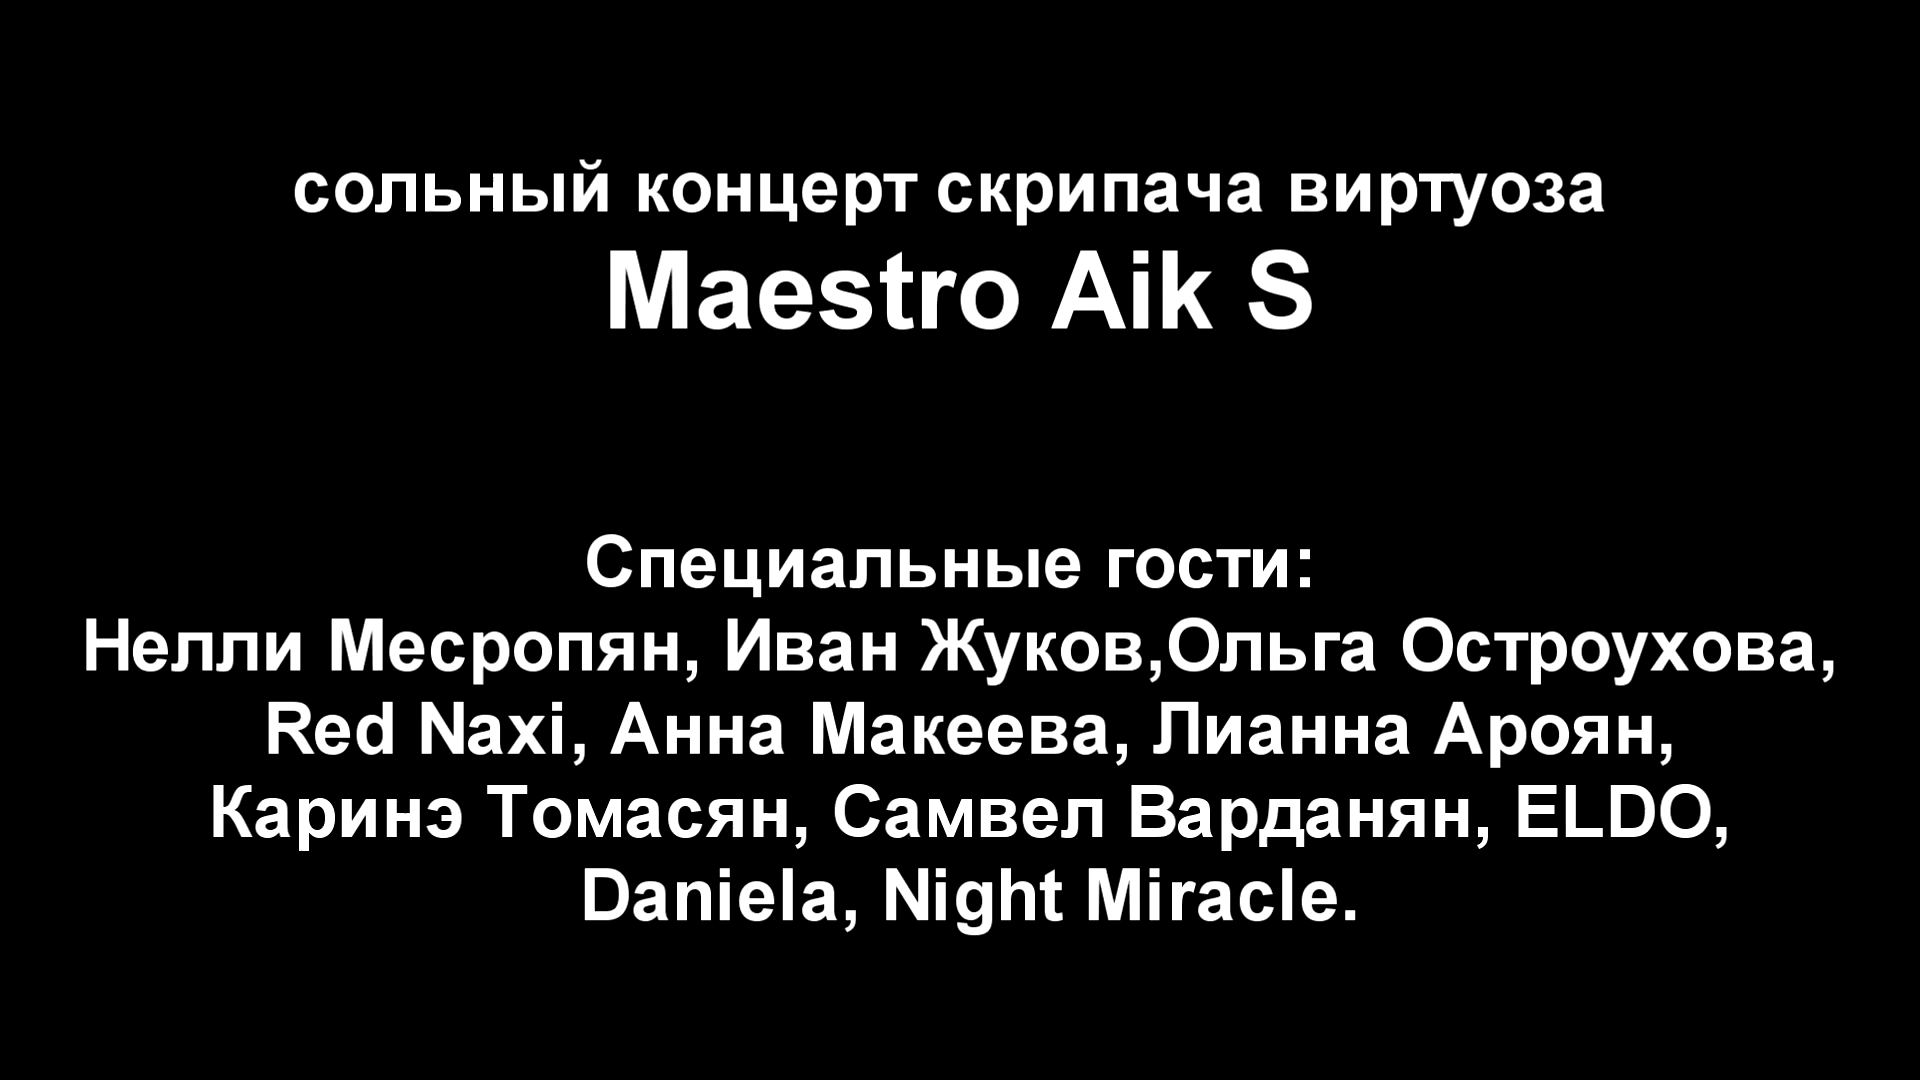 сольный концерт скрипача виртуоза
Maestro Aik S
Специальные гости:
Нелли Месропян, Иван Жуков,Ольга Остроухова,
Red Naxi, Анна Макеева, Лианна Ароян,
Каринэ Томасян, Самвел Варданян, ELDO,
Daniela, Night Miracle.